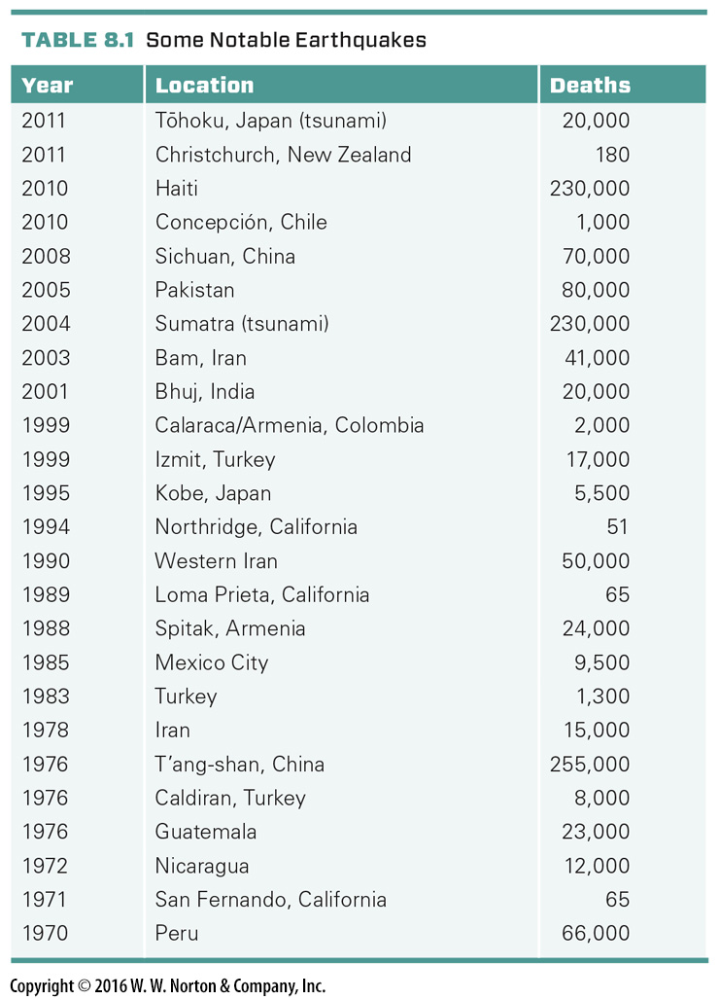 TABLE 8.1 Some Notable Earthquakes
Year Location Deaths
2011 Tōhoku, Japan (tsunami) 20,000
2011 Christchurch, New Zealand 180
2010 Haiti 230,000
2010 Concepción, Chile 1,000
2008 Sichuan, China 70,000
2005 Pakistan 80,000
2004 Sumatra (tsunami) 230,000
2003 Bam, Iran 41,000
2001 Bhuj, India 20,000
1999 Calaraca/Armenia, Colombia 2,000
1999 Izmit, Turkey 17,000
1995 Kobe, Japan 5,500
1994 Northridge, California 51
1990 Western Iran 50,000
1989 Loma Prieta, California 65
1988 Spitak, Armenia 24,000
1985 Mexico City 9,500
1983 Turkey 1,300
1978 Iran 15,000
1976 T’ang-shan, China 255,000
1976 Caldiran, Turkey 8,000
1976 Guatemala 23,000
1972 Nicaragua 12,000
1971 San Fernando, California 65
1970 Peru 66,000
Copyright © 2016 W. W. Norton & Company, Inc.